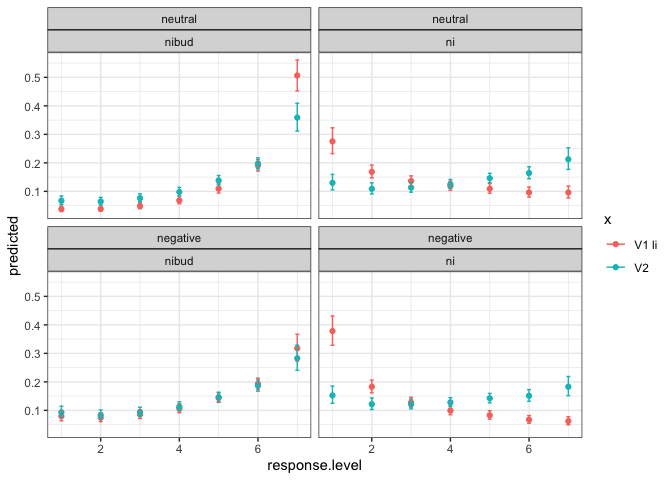 neutral
neutral
nibud
ni
0.5
0.4
0.3
0.2
0.1
negative
negative
nibud
ni
0.5
0.4
0.3
0.2
0.1
2
4
6
2
4
6
response.level
predicted
x
V1 li
V2